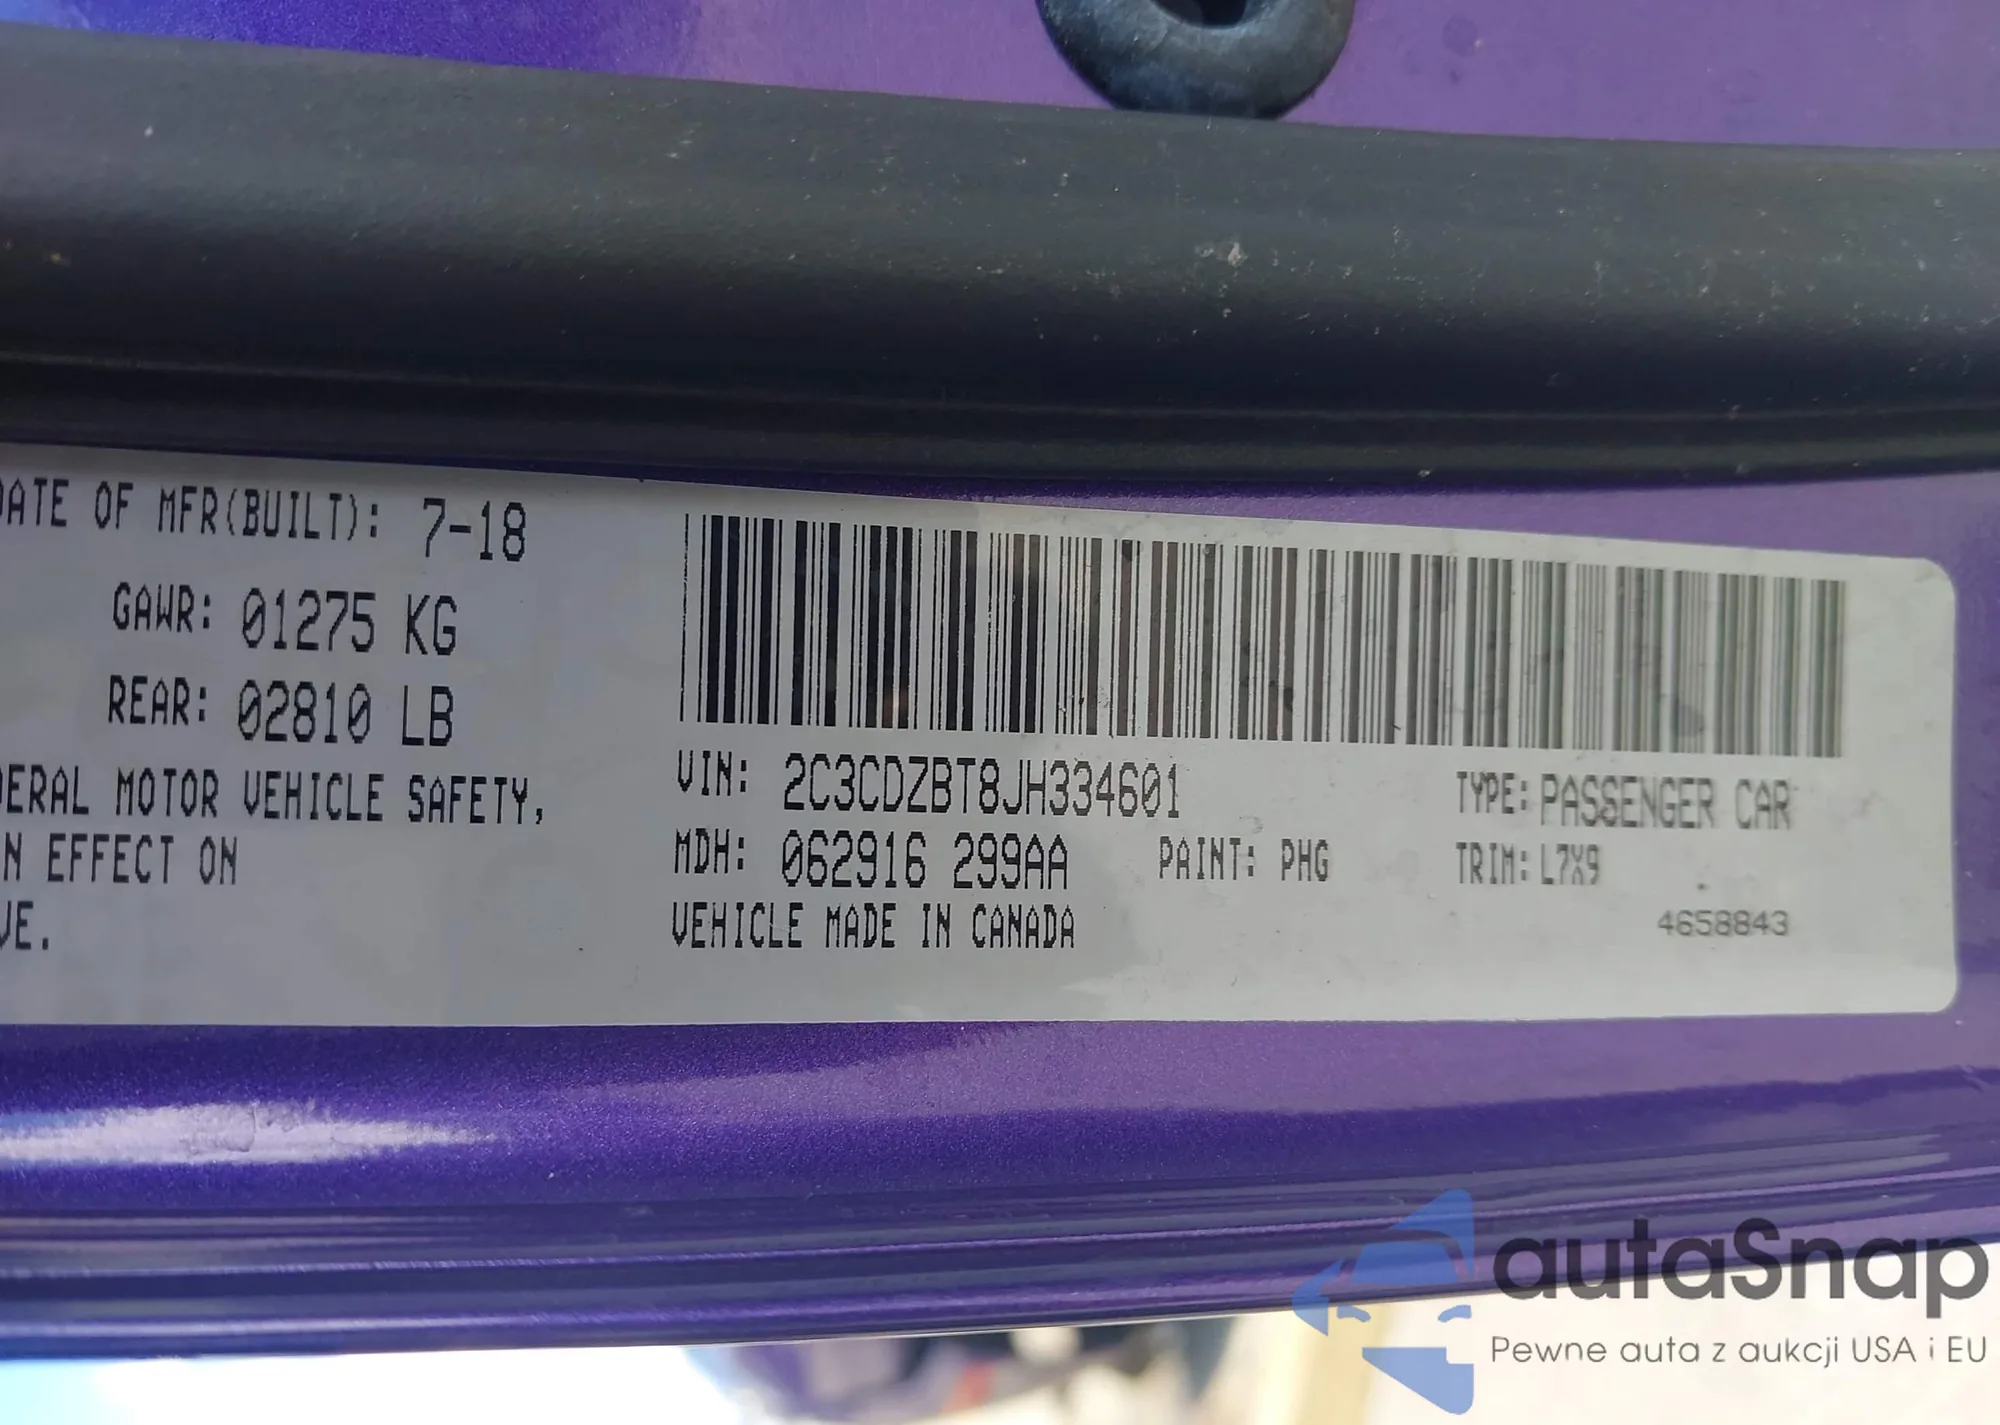 DATE OF MFR(BUILT): 7-18
GAWR: 01275 KG
REAR: 02810 LB
DERAL MOTOR VEHICLE SAFETY,
N EFFECT ON
VE.
VIN: 2C3CDZBT8JH334601
TYPE: PASSENGER CAR
MDH: 062916 299AA
PAINT: PHG
TRIM: L7X9
VEHICLE MADE IN CANADA
4658843
autaSnap
Pewne auta z aukcji USA i EU